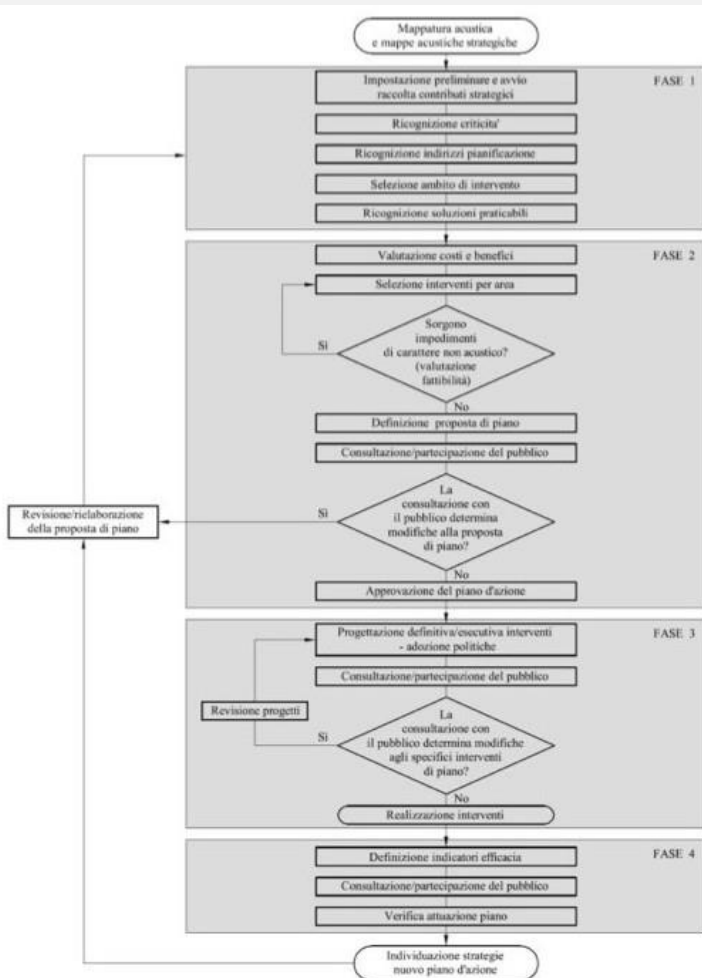 Mappatura acustica
e mappe acustiche strategiche
FASE 1
Impostazione preliminare e avvio
raccolta contributi strategici
Ricognizione criticita'
Ricognizione indirizzi pianificazione
Selezione ambito di intervento
Ricognizione soluzioni praticabili
FASE 2
Valutazione costi e benefici
Selezione interventi per area
Sorgono
impedimenti
di carattere non acustico?
(valutazione
fattibilità)
Sì
No
Definizione proposta di piano
Consultazione/partecipazione del pubblico
La
consultazione con
il pubblico determina
modifiche alla proposta
di piano?
Sì
Revisione/rielaborazione
della proposta di piano
No
Approvazione del piano d'azione
FASE 3
Progettazione definitiva/esecutiva interventi
- adozione politiche
Consultazione/partecipazione del pubblico
Revisione progetti
La
consultazione con
il pubblico determina modifiche
agli specifici interventi
di piano?
Sì
No
Realizzazione interventi
FASE 4
Definizione indicatori efficacia
Consultazione/partecipazione del pubblico
Verifica attuazione piano
Individuazione strategie
nuovo piano d'azione